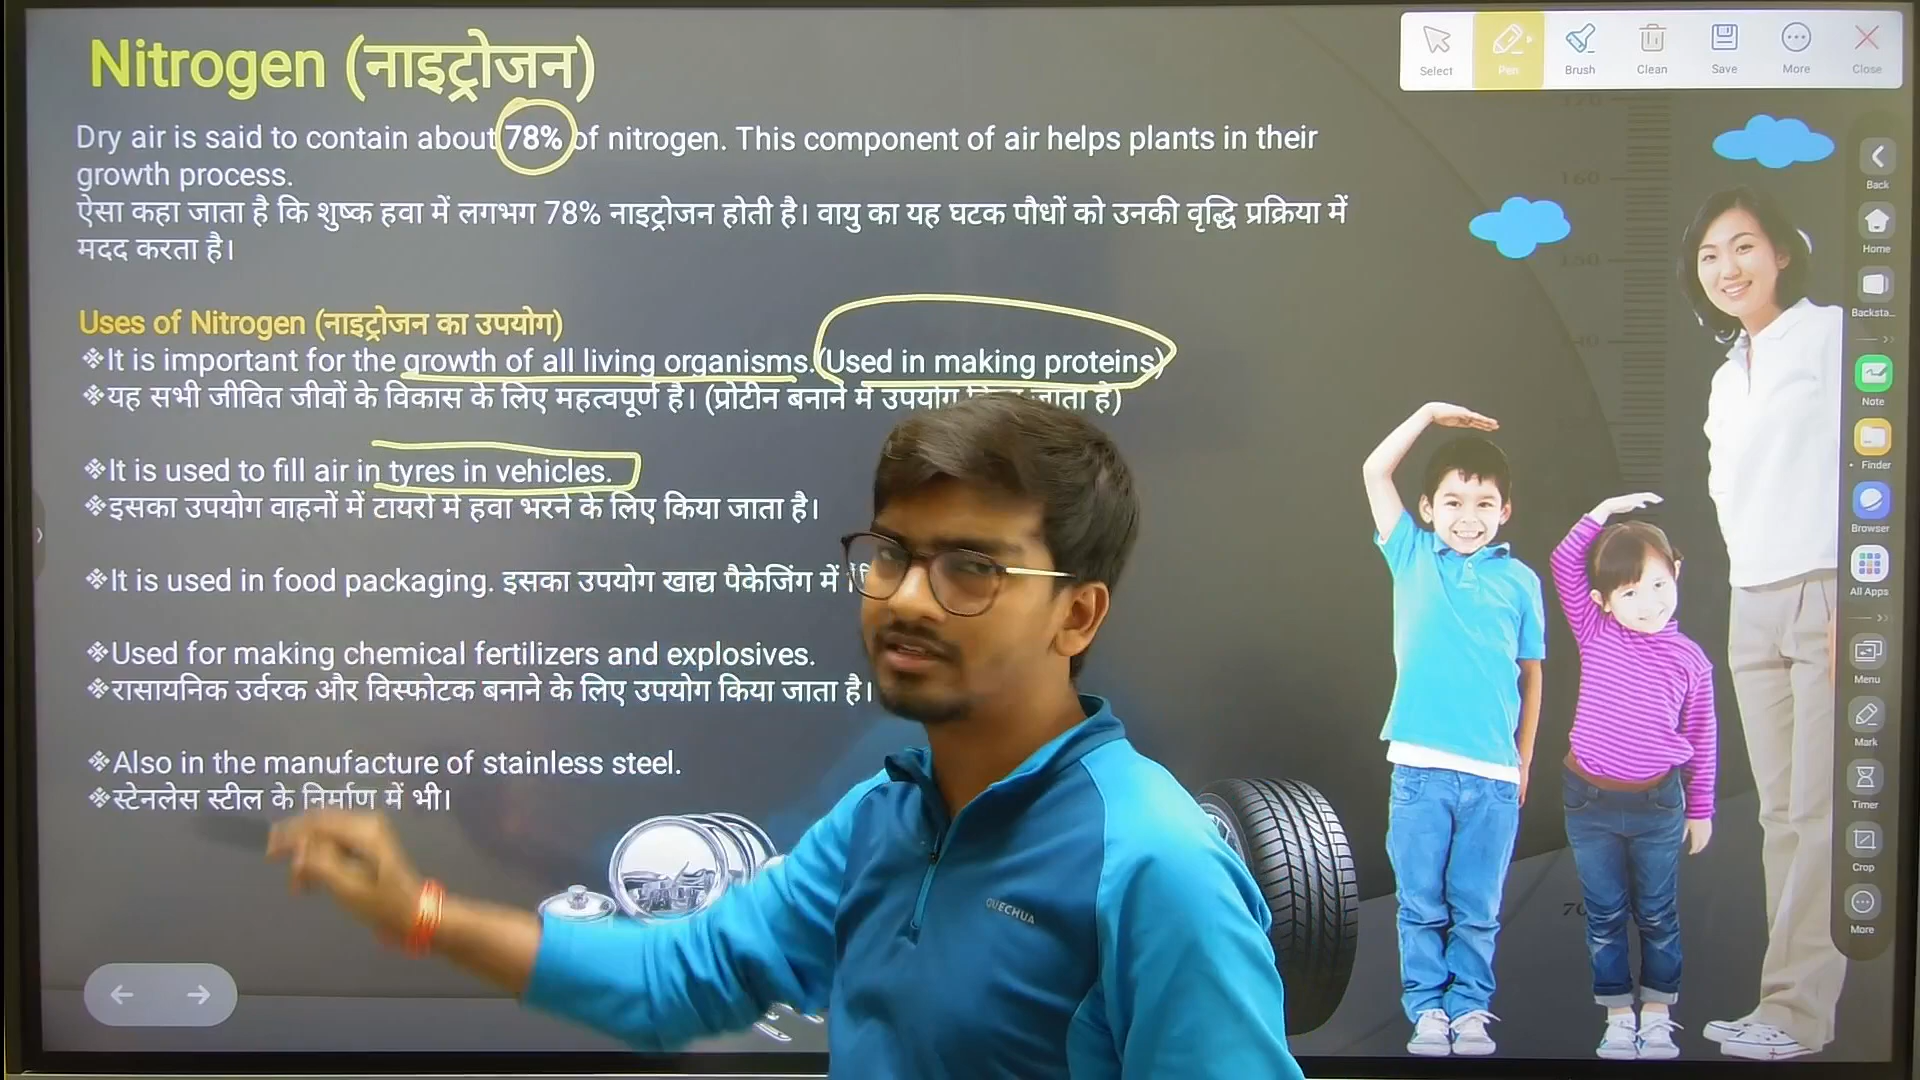 Nitrogen (नाइट्रोजन)
Dry air is said to contain about 78% of nitrogen. This component of air helps plants in their
growth process.
ऐसा कहा जाता है कि शुष्क हवा में लगभग 78% नाइट्रोजन होती है। वायु का यह घटक पौधों को उनकी वृद्धि प्रक्रिया में
मदद करता है।
Uses of Nitrogen (नाइट्रोजन का उपयोग)
❖It is important for the growth of all living organisms. (Used in making proteins)
❖यह सभी जीवित जीवों के विकास के लिए महत्वपूर्ण है। (प्रोटीन बनाने में उपयोग जाता है)
❖It is used to fill air in tyres in vehicles.
❖इसका उपयोग वाहनों में टायरों में हवा भरने के लिए किया जाता है।
❖It is used in food packaging. इसका उपयोग खाद्य पैकेजिंग में
❖Used for making chemical fertilizers and explosives.
❖रासायनिक उर्वरक और विस्फोटक बनाने के लिए उपयोग किया जाता है।
❖Also in the manufacture of stainless steel.
❖स्टेनलेस स्टील के निर्माण में भी।
Select Pen Brush Clean Save More Close
170
160
150
140
70
Back
Home
Backsta...
Note
Finder
Browser
All Apps
Menu
Mark
Timer
Crop
More
QUECHUA